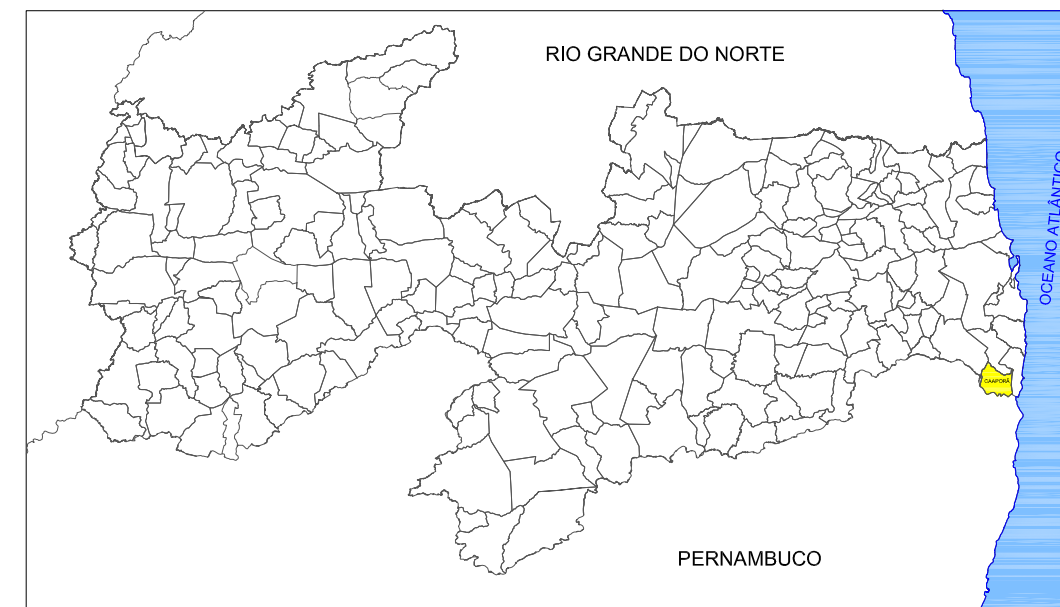 RIO GRANDE DO NORTE
OCEANO ATLÂNTICO
CAAPORÃ
PERNAMBUCO